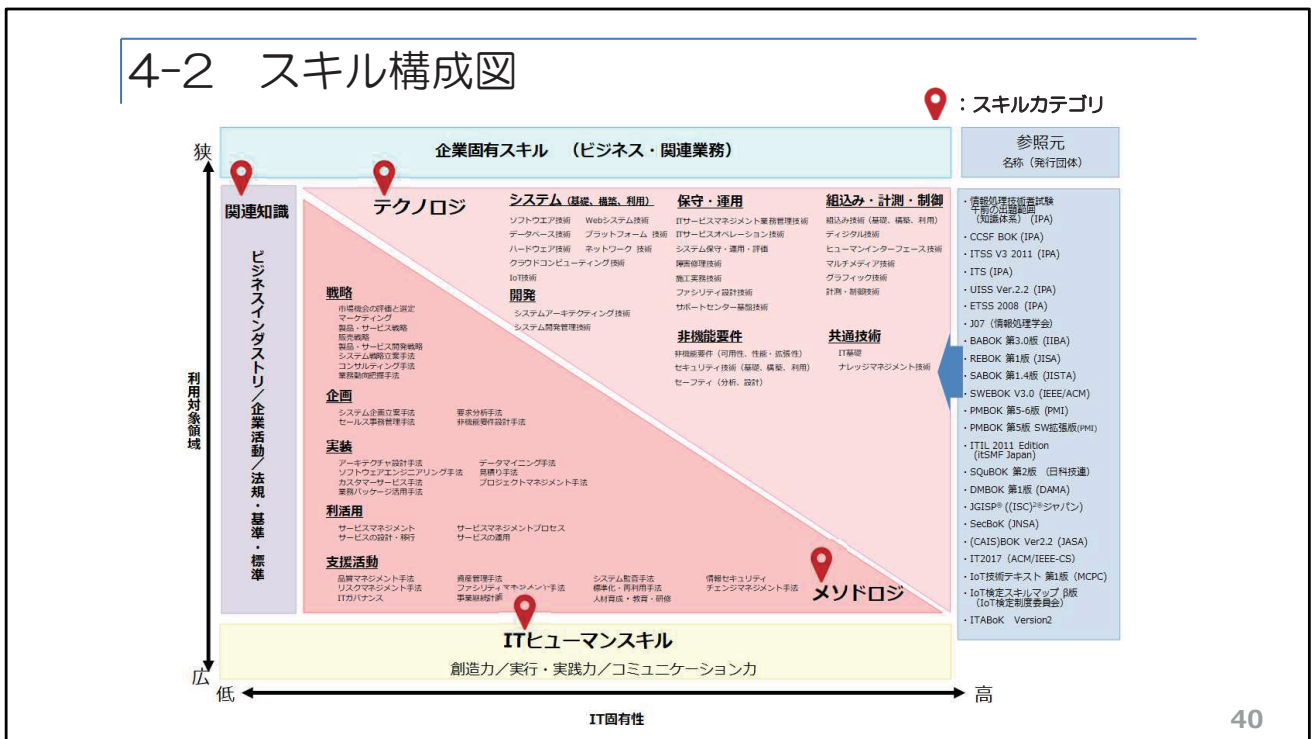 4-2 スキル構成図
：スキルカテゴリ
狭
企業固有スキル （ビジネス・関連業務）
参照元
名称（発行団体）
関連知識
ビジネスインダストリ／企業活動／法規・基準・標準
利用対象領域
テクノロジ
システム（基礎、構築、利用）
ソフトウエア技術 Webシステム技術
データベース技術 プラットフォーム 技術
ハードウェア技術 ネットワーク 技術
クラウドコンピューティング技術
IoT技術
開発
システムアーキテクティング技術
システム開発管理技術
保守・運用
ITサービスマネジメント業務管理技術
ITサービスオペレーション技術
システム保守・運用・評価
障害修理技術
施工実務技術
ファシリティ設計技術
サポートセンター基盤技術
非機能要件
非機能要件（可用性、性能・拡張性）
セキュリティ技術（基礎、構築、利用）
セーフティ（分析、設計）
組込み・計測・制御
組込み技術（基礎、構築、利用）
ディジタル技術
ヒューマンインターフェース技術
マルチメディア技術
グラフィック技術
計測・制御技術
共通技術
IT基礎
ナレッジマネジメント技術
戦略
市場機会の評価と選定
マーケティング
製品・サービス戦略
販売戦略
製品・サービス開発戦略
システム戦略立案手法
コンサルティング手法
業務動向把握手法
企画
システム企画立案手法 要求分析手法
セールス事務管理手法 非機能要件設計手法
実装
アーキテクチャ設計手法 データマイニング手法
ソフトウェアエンジニアリング手法 見積り手法
カスタマーサービス手法 プロジェクトマネジメント手法
業務パッケージ活用手法
利活用
サービスマネジメント サービスマネジメントプロセス
サービスの設計・移行 サービスの運用
支援活動
品質マネジメント手法 資産管理手法 システム監査手法 情報セキュリティ
リスクマネジメント手法 ファシリティマネジメント手法 標準化・再利用手法 チェンジマネジメント手法
ITガバナンス 事業継続計画 人材育成・教育・研修
メソドロジ
・情報処理技術者試験
午前の出題範囲
（知識体系）（IPA）
・CCSF BOK (IPA)
・ITSS V3 2011 (IPA)
・ITS (IPA)
・UISS Ver.2.2 (IPA)
・ETSS 2008 (IPA)
・J07（情報処理学会）
・BABOK 第3.0版 (IIBA)
・REBOK 第1版 (JISA)
・SABOK 第1.4版 (JISTA)
・SWEBOK V3.0 (IEEE/ACM)
・PMBOK 第5-6版 (PMI)
・PMBOK 第5版 SW拡張版(PMI)
・ITIL 2011 Edition
(itSMF Japan)
・SQuBOK 第2版 （日科技連）
・DMBOK 第1版 (DAMA)
・JGISP® ((ISC)²®ジャパン)
・SecBoK (JNSA)
・(CAIS)BOK Ver2.2 (JASA)
・IT2017（ACM/IEEE-CS）
・IoT技術テキスト 第1版 (MCPC)
・IoT検定スキルマップ β版
（IoT検定制度委員会）
・ITABoK Version2
ITヒューマンスキル
創造力／実行・実践力／コミュニケーション力
広
低
高
IT固有性
40